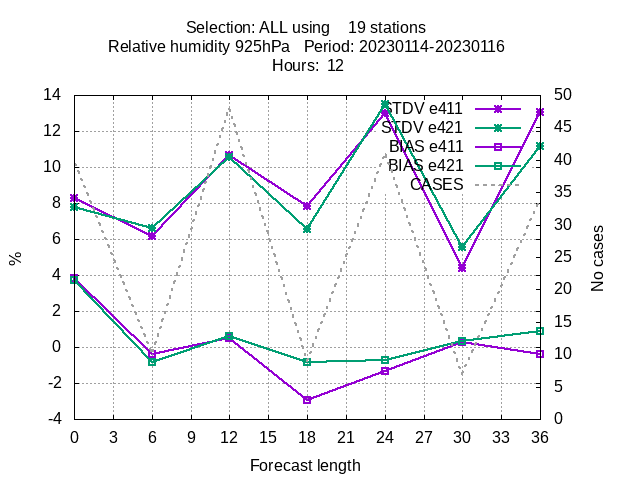 Selection: ALL using 19 stations
Relative humidity 925hPa Period: 20230114-20230116
Hours: 12
14
12
10
8
6
4
2
0
-2
-4
%
50
45
40
35
30
25
20
15
10
5
0
No cases
STDV e411
STDV e421
BIAS e411
BIAS e421
CASES
0 3 6 9 12 15 18 21 24 27 30 33 36
Forecast length